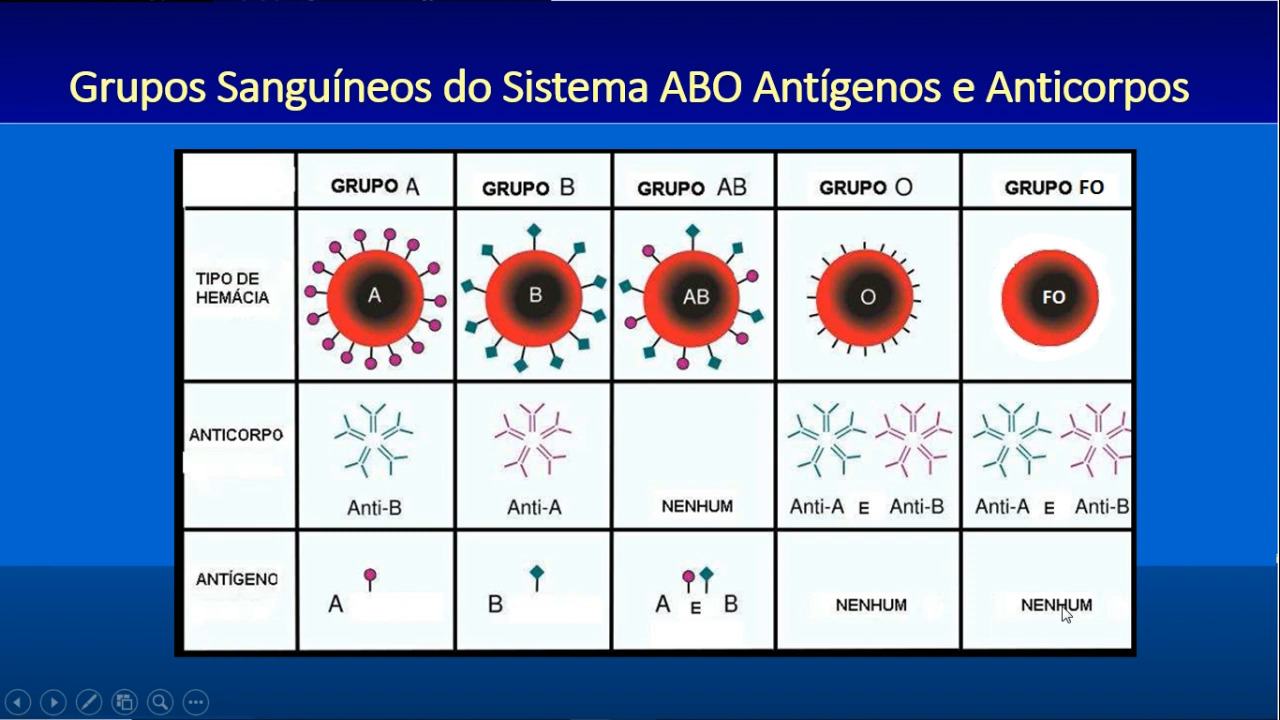 Grupos Sanguíneos do Sistema ABO Antígenos e Anticorpos
GRUPO A
GRUPO B
GRUPO AB
GRUPO O
GRUPO FO
TIPO DE
HEMÁCIA
A
B
AB
O
FO
ANTICORPO
Anti-B
Anti-A
NENHUM
Anti-A E Anti-B
Anti-A E Anti-B
ANTÍGENO
A
B
A E B
NENHUM
NENHUM